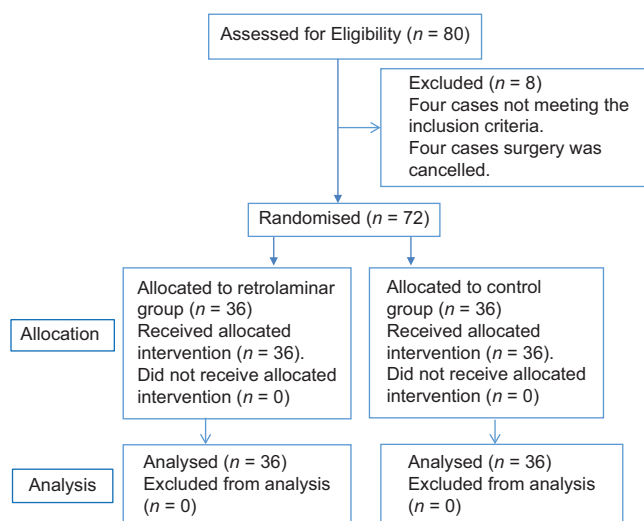 Assessed for Eligibility (n = 80)
Excluded (n = 8)
Four cases not meeting the
inclusion criteria.
Four cases surgery was
cancelled.
Randomised (n = 72)
Allocation
Allocated to retrolaminar
group (n = 36)
Received allocated
intervention (n = 36).
Did not receive allocated
intervention (n = 0)
Allocated to control
group (n = 36)
Received allocated
intervention (n = 36).
Did not receive allocated
intervention (n = 0)
Analysis
Analysed (n = 36)
Excluded from analysis
(n = 0)
Analysed (n = 36)
Excluded from analysis
(n = 0)